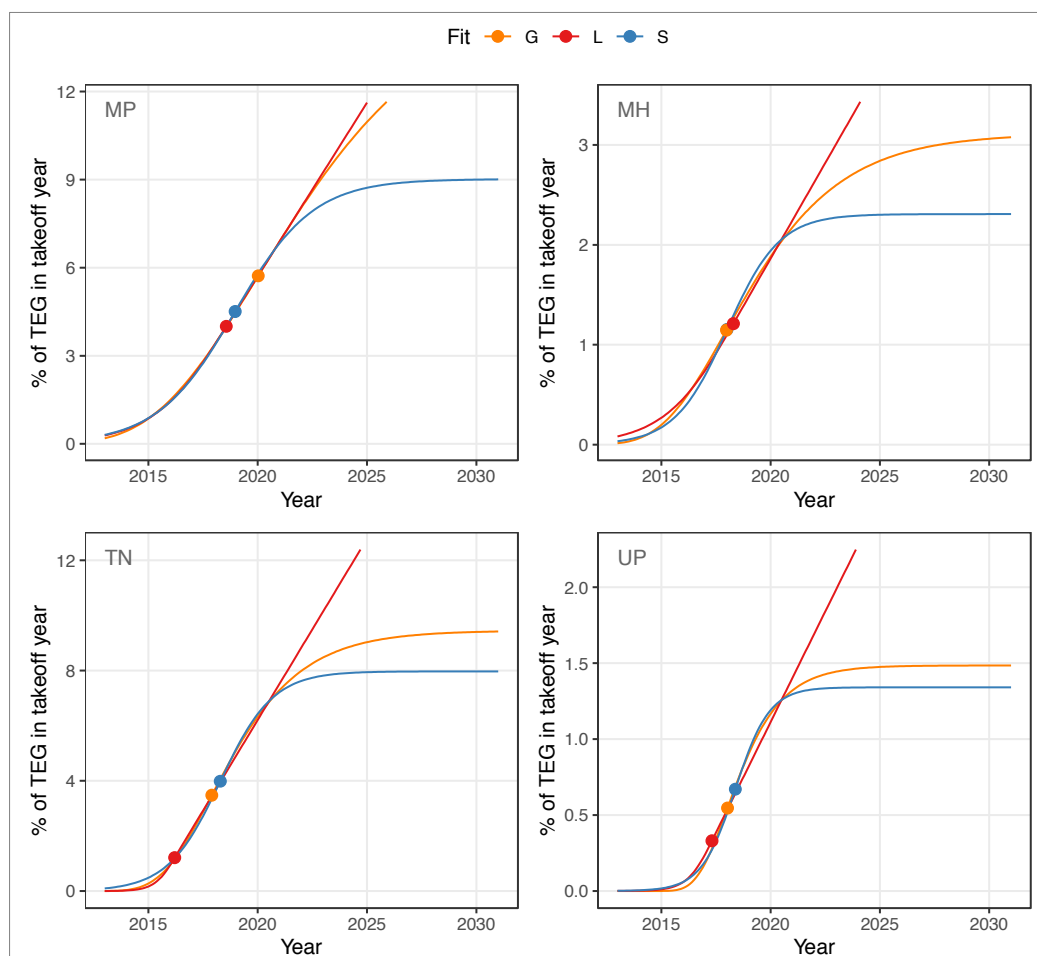 Fit G L S
MP
% of TEG in takeoff year
12
9
6
3
0
2015 2020 2025 2030
Year
MH
% of TEG in takeoff year
3
2
1
0
2015 2020 2025 2030
Year
TN
% of TEG in takeoff year
12
8
4
0
2015 2020 2025 2030
Year
UP
% of TEG in takeoff year
2.0
1.5
1.0
0.5
0.0
2015 2020 2025 2030
Year